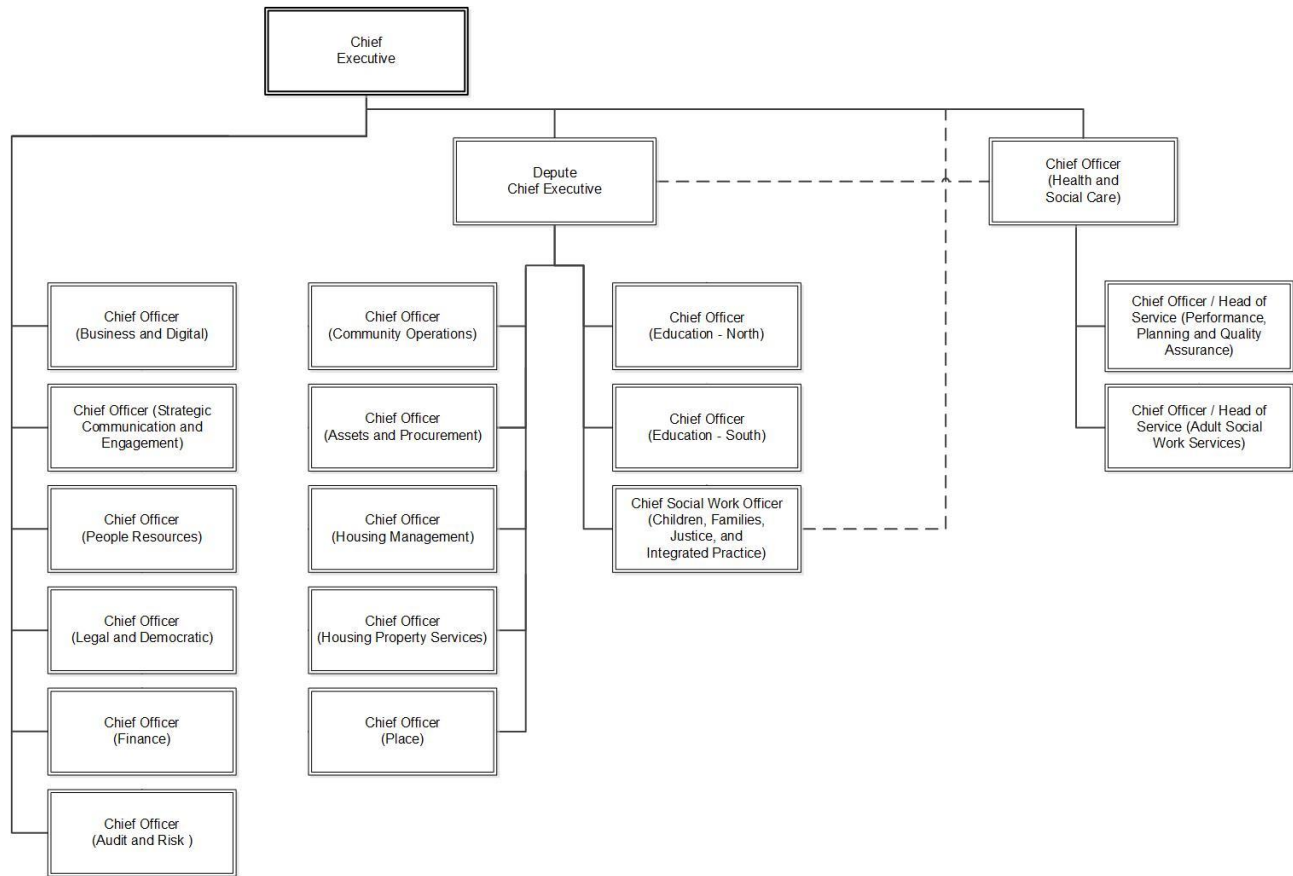 Chief
Executive
Depute
Chief Executive
Chief Officer
(Health and
Social Care)
Chief Officer
(Business and Digital)
Chief Officer (Strategic
Communication and
Engagement)
Chief Officer
(People Resources)
Chief Officer
(Legal and Democratic)
Chief Officer
(Finance)
Chief Officer
(Audit and Risk )
Chief Officer
(Community Operations)
Chief Officer
(Assets and Procurement)
Chief Officer
(Housing Management)
Chief Officer
(Housing Property Services)
Chief Officer
(Place)
Chief Officer
(Education - North)
Chief Officer
(Education - South)
Chief Social Work Officer
(Children, Families,
Justice, and
Integrated Practice)
Chief Officer / Head of
Service (Performance,
Planning and Quality
Assurance)
Chief Officer / Head of
Service (Adult Social
Work Services)